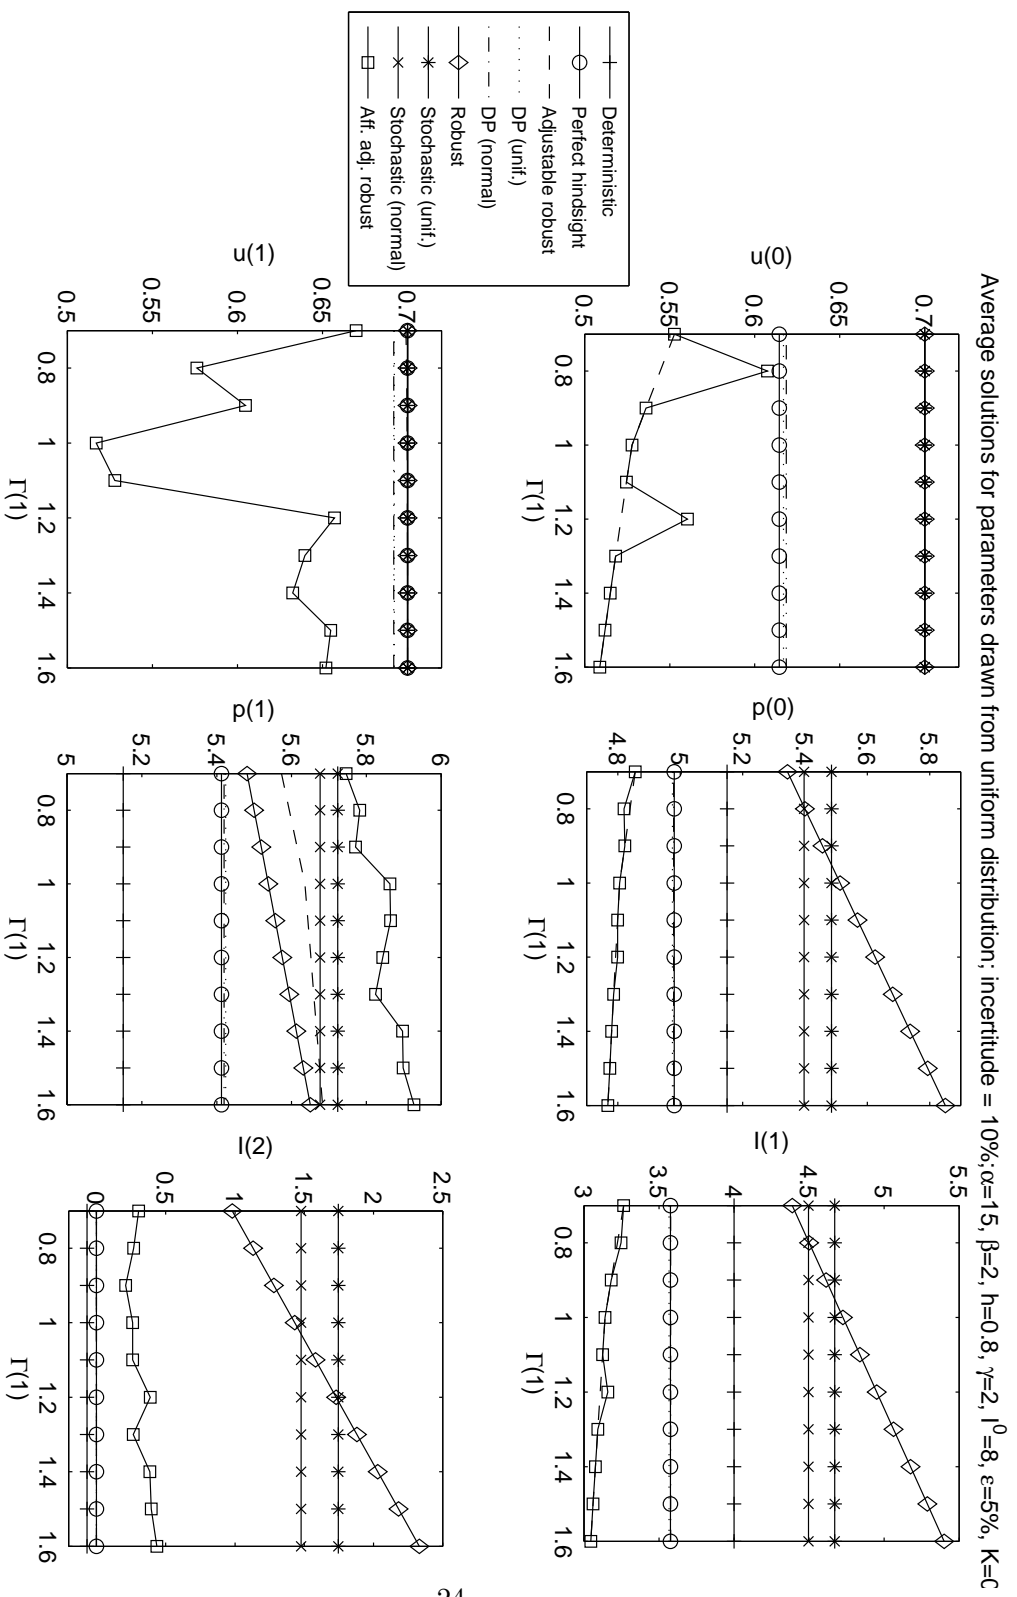 Average solutions for parameters drawn from uniform distribution; incertitude = 10%;α=15, β=2, h=0.8, γ=2, I⁰=8, ε=5%, K=0
u(0)
0.5
0.55
0.6
0.65
0.7
0.8
1
1.2
1.4
1.6
Γ(1)
p(0)
4.8
5
5.2
5.4
5.6
5.8
0.8
1
1.2
1.4
1.6
Γ(1)
I(1)
3
3.5
4
4.5
5
5.5
0.8
1
1.2
1.4
1.6
Γ(1)
Deterministic
Perfect hindsight
Adjustable robust
DP (unif.)
DP (normal)
Robust
Stochastic (unif.)
Stochastic (normal)
Aff. adj. robust
u(1)
0.5
0.55
0.6
0.65
0.7
0.8
1
1.2
1.4
1.6
Γ(1)
p(1)
5
5.2
5.4
5.6
5.8
6
0.8
1
1.2
1.4
1.6
Γ(1)
I(2)
0
0.5
1
1.5
2
2.5
0.8
1
1.2
1.4
1.6
Γ(1)